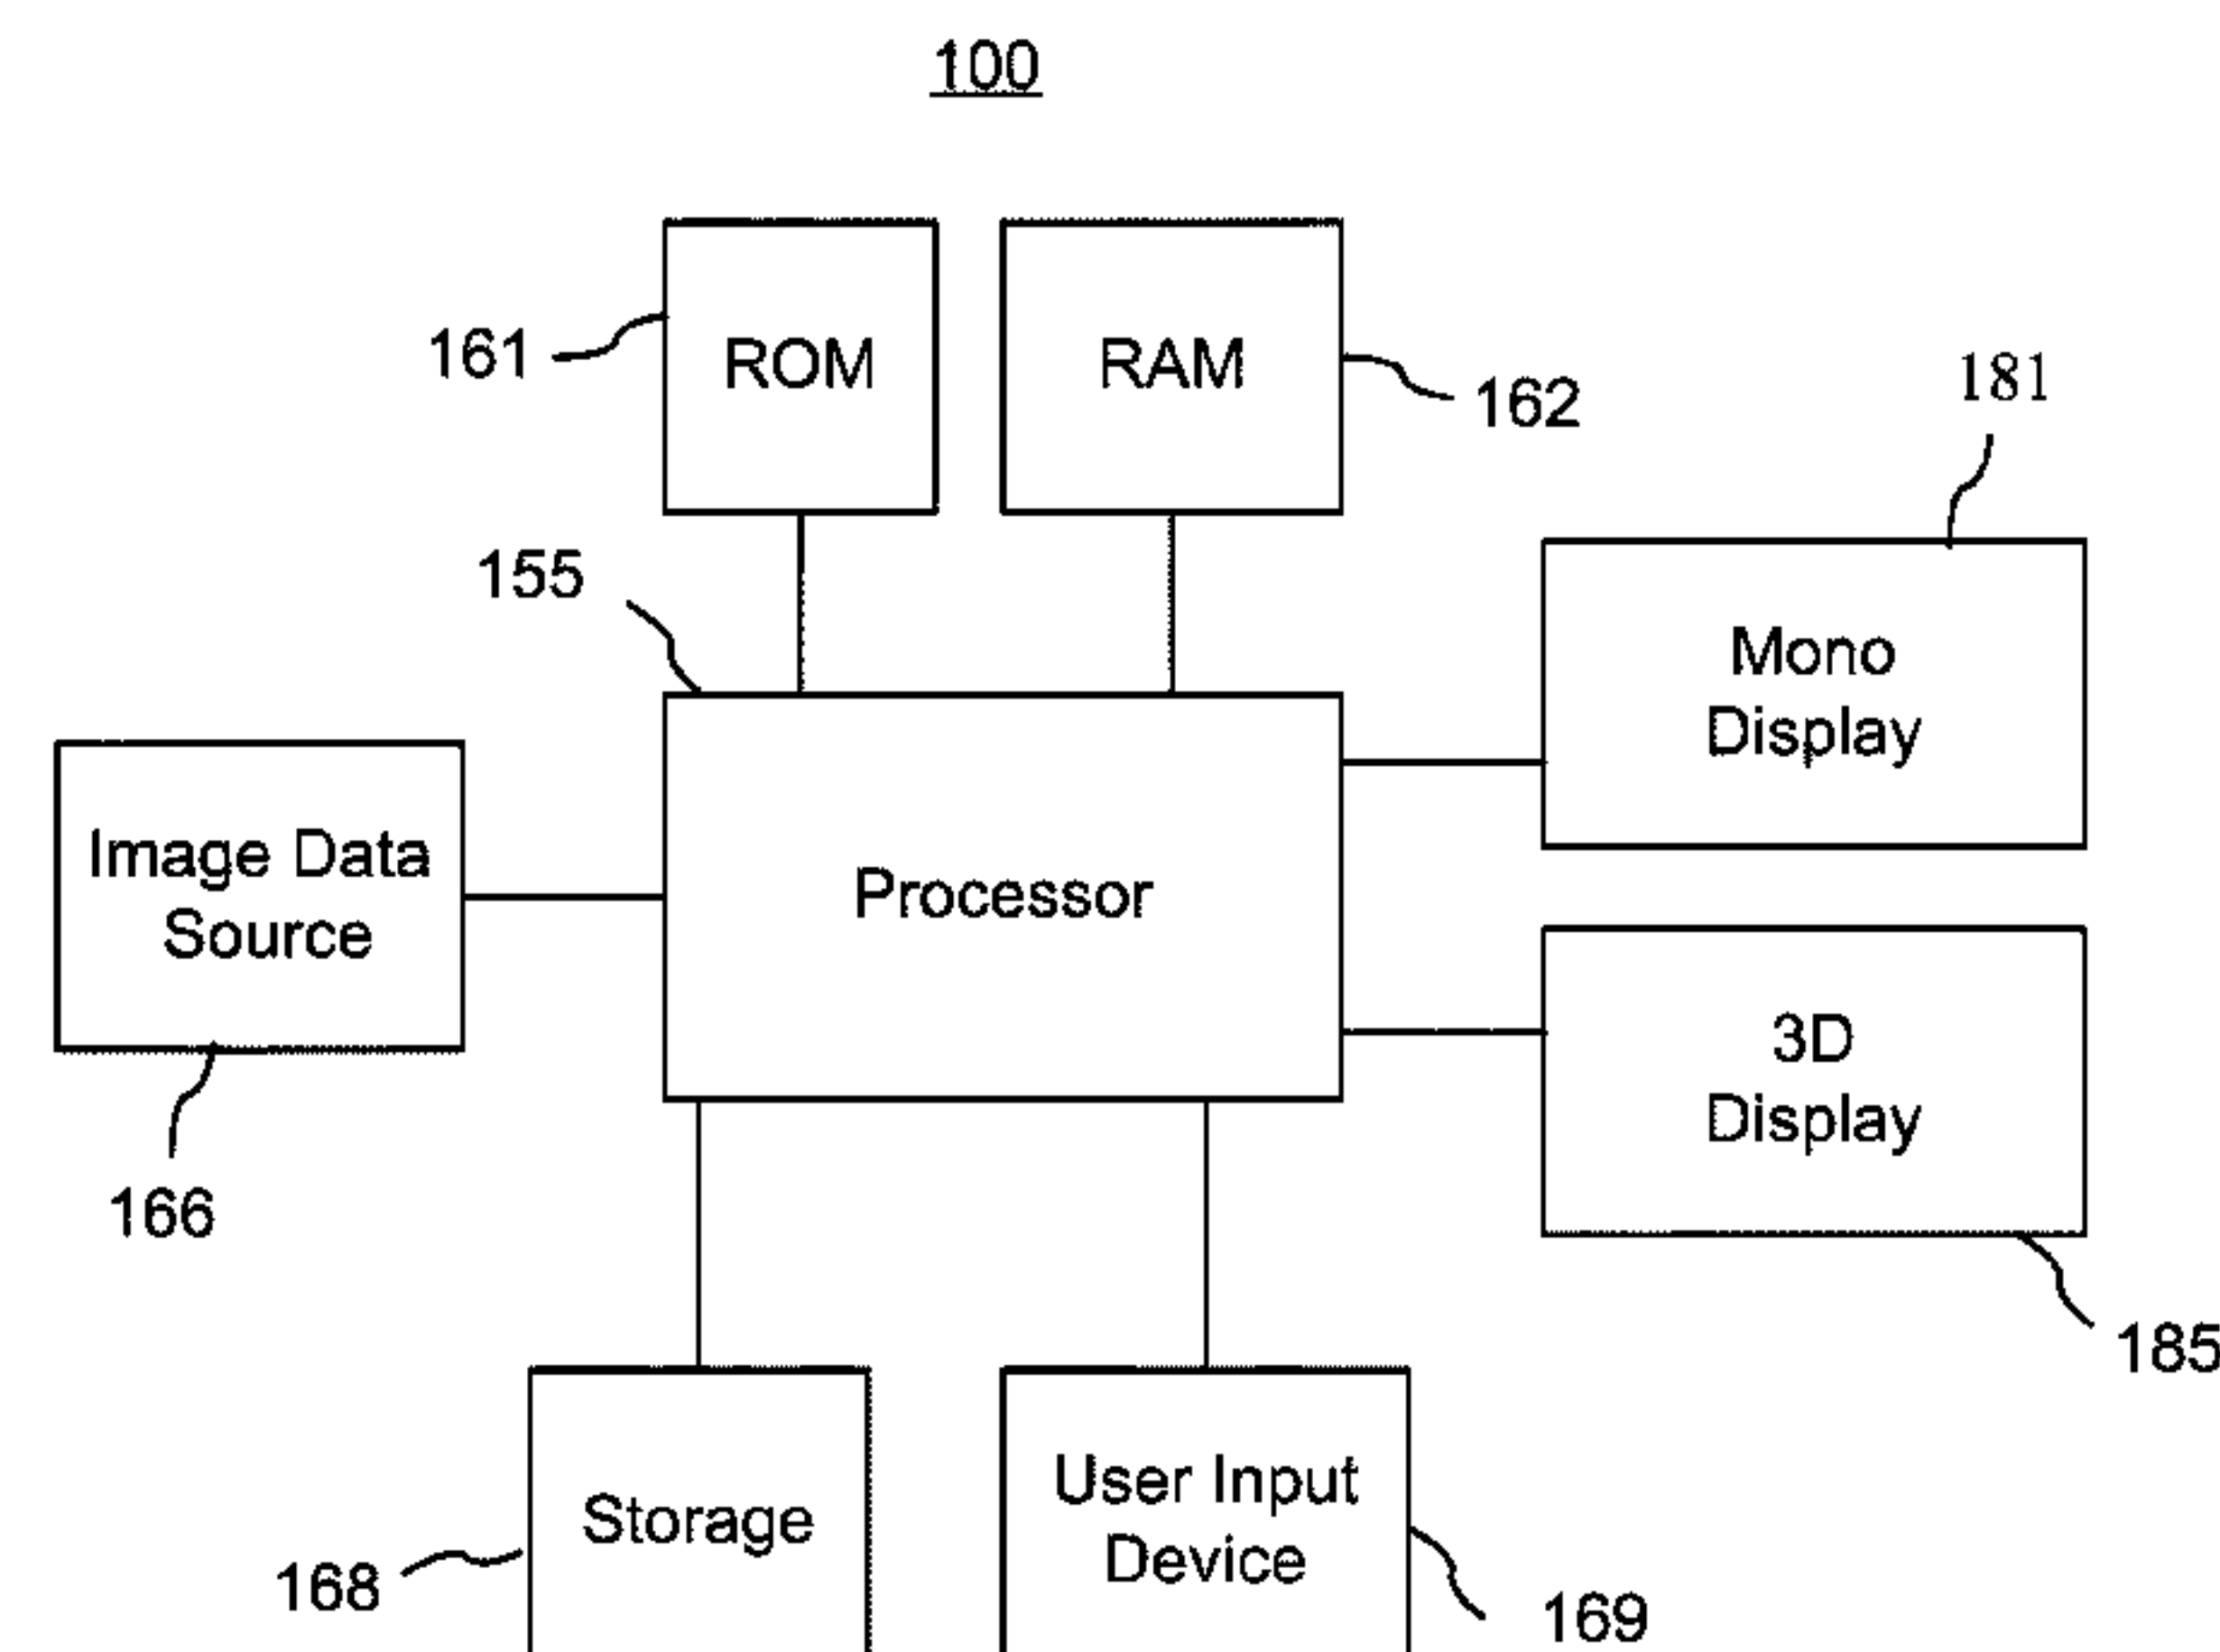 100
161
ROM
RAM
162
181
155
Mono
Display
Image Data
Source
Processor
3D
Display
166
185
Storage
User Input
Device
168
169